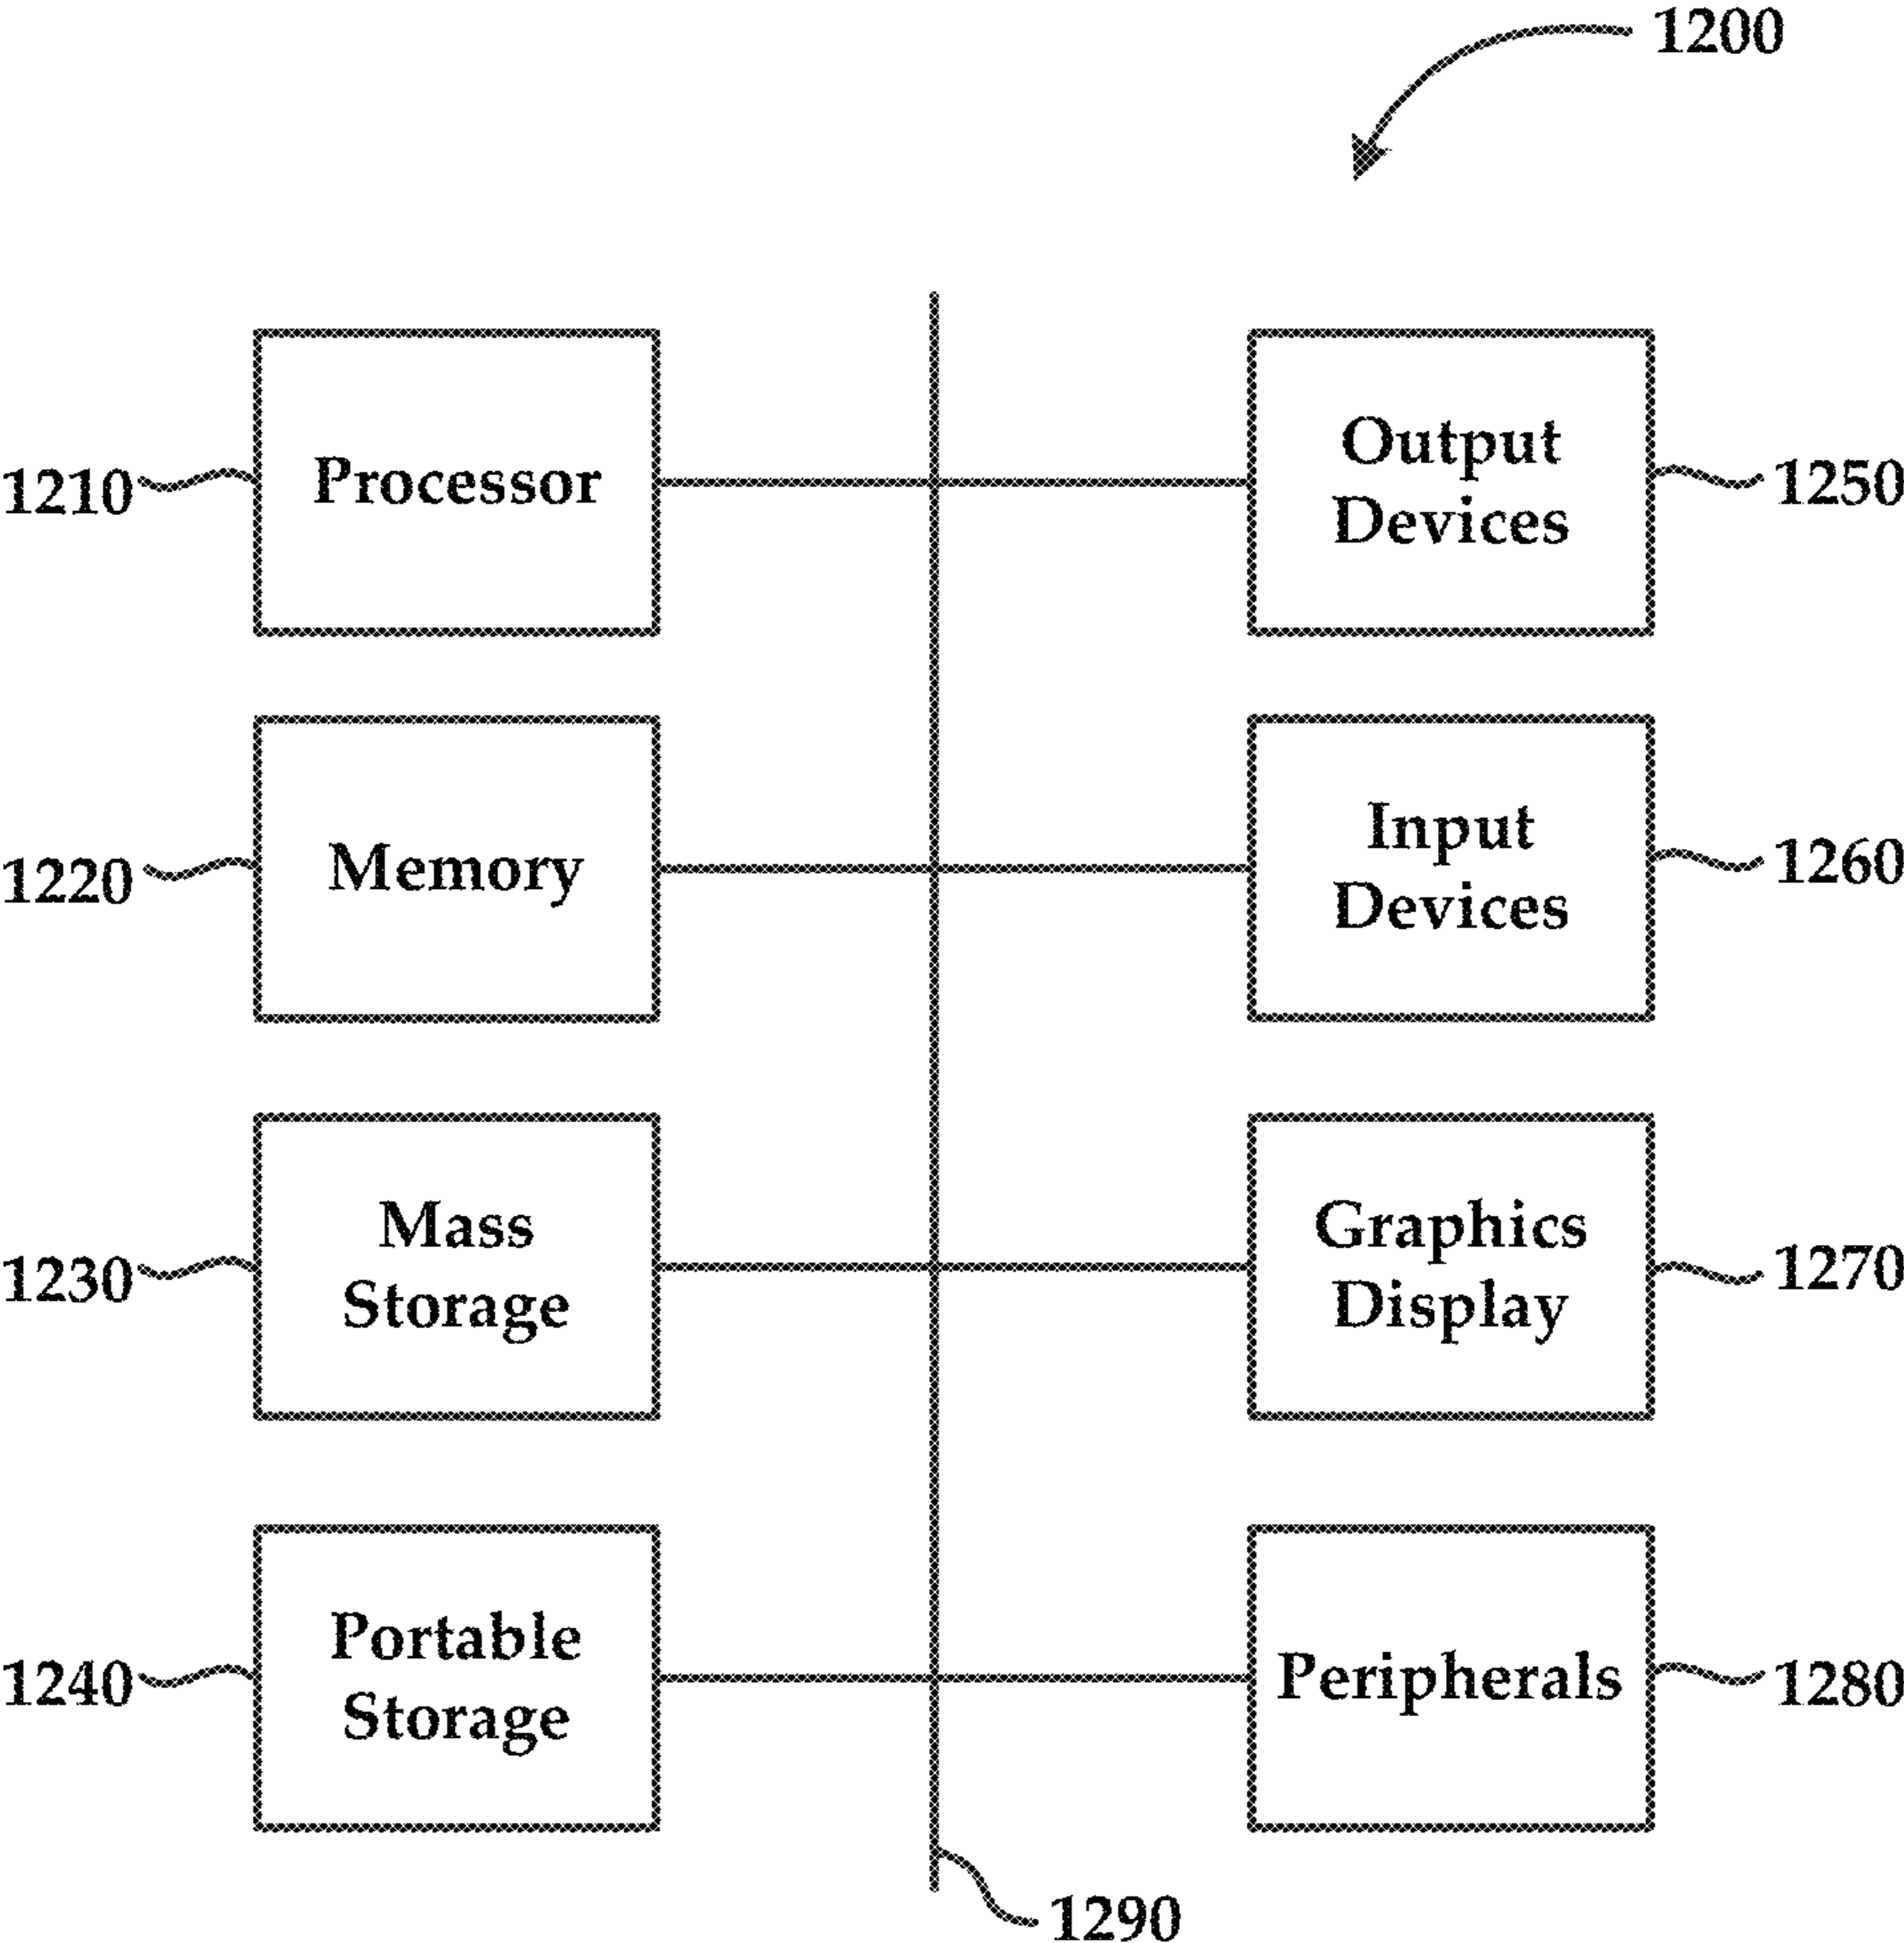 1200
1210
Processor
Output
Devices
1250
1220
Memory
Input
Devices
1260
1230
Mass
Storage
Graphics
Display
1270
1240
Portable
Storage
Peripherals
1280
1290